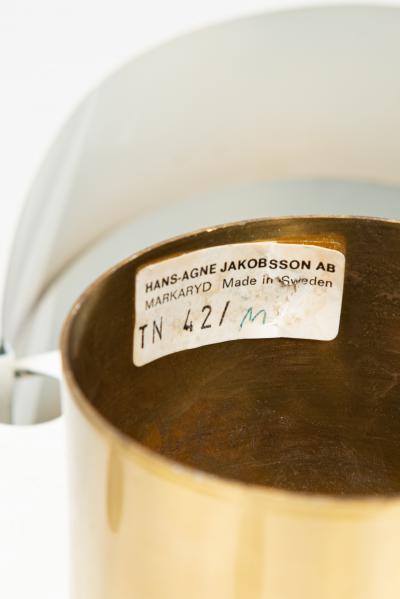 HANS-AGNE JAKOBSSON AB
MARKARYD Made in Sweden
TN 42/ M